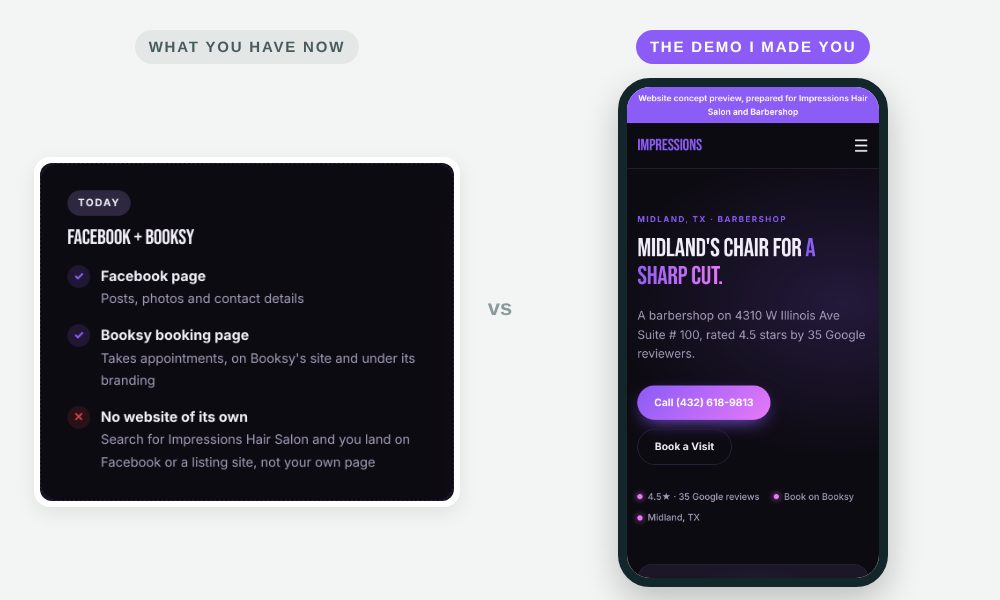 WHAT YOU HAVE NOW
TODAY
FACEBOOK + BOOKSY
Facebook page
Posts, photos and contact details
Booksy booking page
Takes appointments, on Booksy's site and under its
branding
No website of its own
Search for Impressions Hair Salon and you land on
Facebook or a listing site, not your own page
vs
THE DEMO I MADE YOU
Website concept preview, prepared for Impressions Hair
Salon and Barbershop
IMPRESSIONS
MIDLAND, TX · BARBERSHOP
MIDLAND'S CHAIR FOR A
SHARP CUT.
A barbershop on 4310 W Illinois Ave
Suite # 100, rated 4.5 stars by 35 Google
reviewers.
Call (432) 618-9813
Book a Visit
4.5★ · 35 Google reviews
Book on Booksy
Midland, TX